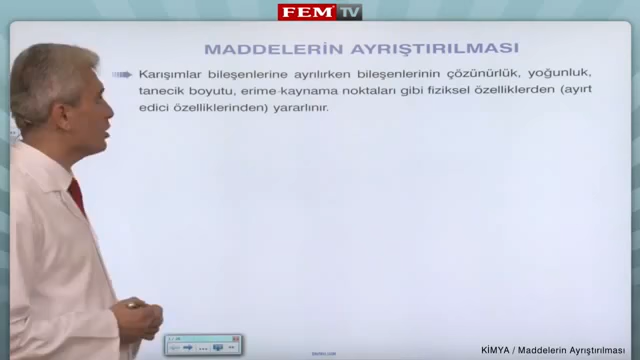 FEM TV
MADDELERİN AYRIŞTIRILMASI
Karışımlar bileşenlerine ayrılırken bileşenlerinin çözünürlük, yoğunluk,
tanecik boyutu, erime-kaynama noktaları gibi fiziksel özelliklerden (ayırt
edici özelliklerinden) yararlınır.
KİMYA / Maddelerin Ayrıştırılması